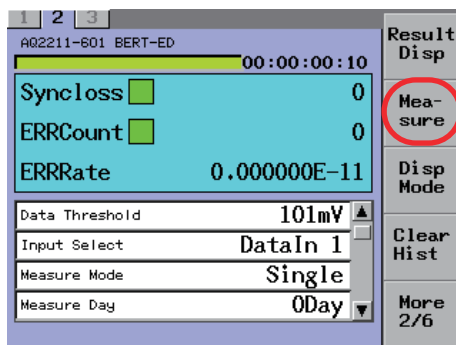 1 2 3
AQ2211-601 BERT-ED
00:00:00:10
Syncloss 0
ERRCount 0
ERRRate 0.000000E-11
Data Threshold 101mV
Input Select DataIn 1
Measure Mode Single
Measure Day 0Day
Result
Disp
Mea-
sure
Disp
Mode
Clear
Hist
More
2/6